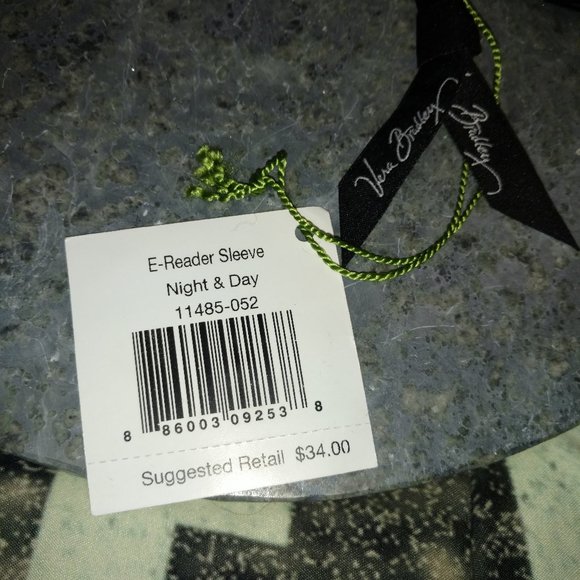 Vera Bradley
Bradley
E-Reader Sleeve
Night & Day
11485-052
8 86003 09253 8
Suggested Retail $34.00